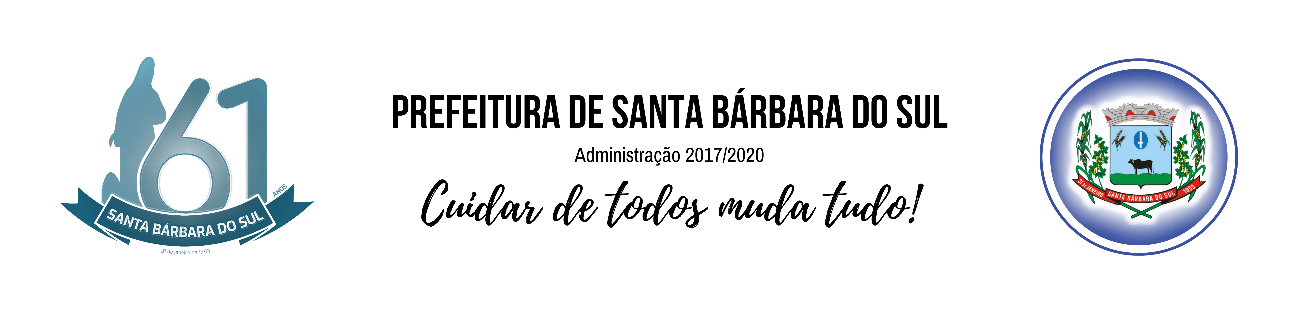 61
ANOS
SANTA BÁRBARA DO SUL
PREFEITURA DE SANTA BÁRBARA DO SUL
Administração 2017/2020
Cuidar de todos muda tudo!
SANTA BÁRBARA DO SUL